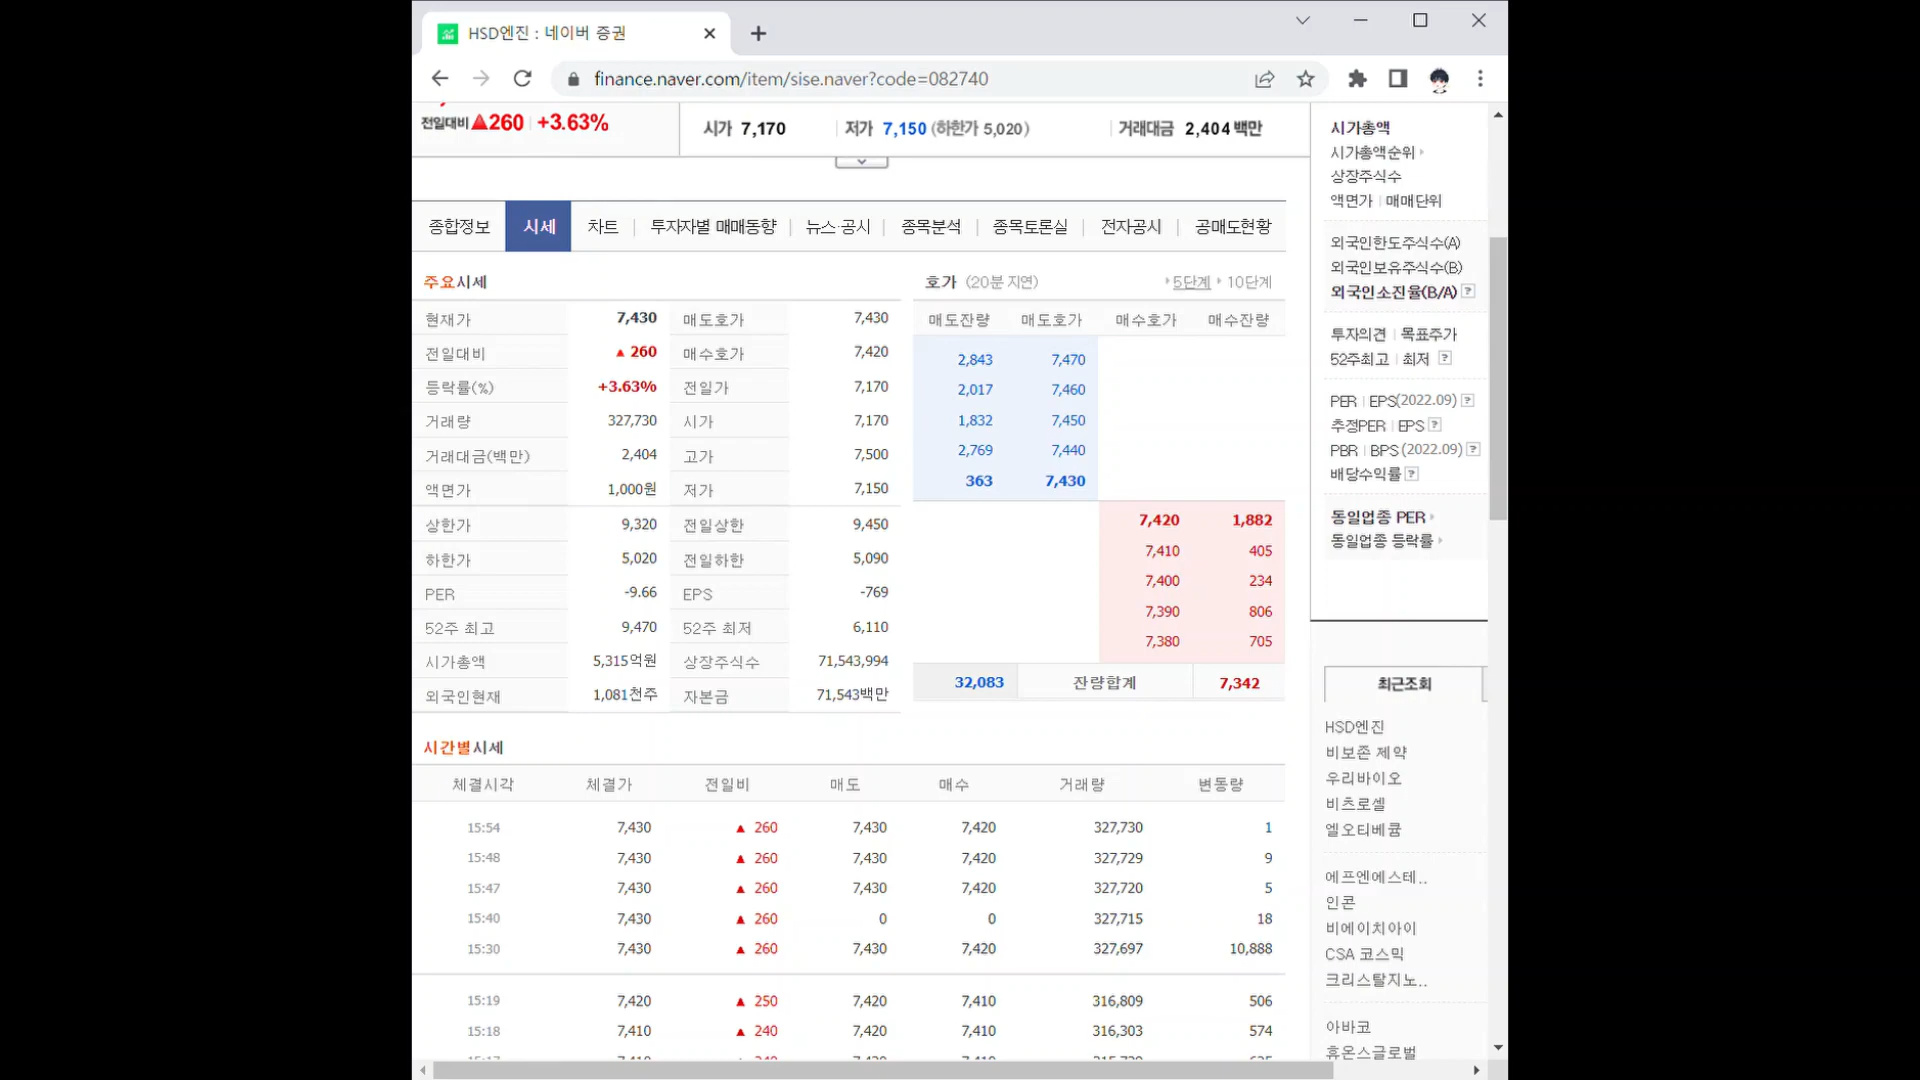 HSD엔진 : 네이버 증권
finance.naver.com/item/sise.naver?code=082740
전일대비 ▲260 +3.63%
시가 7,170
저가 7,150 (하한가 5,020)
거래대금 2,404 백만
종합정보 시세 차트 투자자별 매매동향 뉴스·공시 종목분석 종목토론실 전자공시 공매도현황
주요시세
현재가 7,430 매도호가 7,430
전일대비 ▲ 260 매수호가 7,420
등락률(%) +3.63% 전일가 7,170
거래량 327,730 시가 7,170
거래대금(백만) 2,404 고가 7,500
액면가 1,000원 저가 7,150
상한가 9,320 전일상한 9,450
하한가 5,020 전일하한 5,090
PER -9.66 EPS -769
52주 최고 9,470 52주 최저 6,110
시가총액 5,315억원 상장주식수 71,543,994
외국인현재 1,081천주 자본금 71,543백만
호가 (20분 지연) 5단계 10단계
매도잔량 매도호가 매수호가 매수잔량
2,843 7,470
2,017 7,460
1,832 7,450
2,769 7,440
363 7,430
7,420 1,882
7,410 405
7,400 234
7,390 806
7,380 705
32,083 잔량합계 7,342
시간별시세
체결시각 체결가 전일비 매도 매수 거래량 변동량
15:54 7,430 ▲ 260 7,430 7,420 327,730 1
15:48 7,430 ▲ 260 7,430 7,420 327,729 9
15:47 7,430 ▲ 260 7,430 7,420 327,720 5
15:40 7,430 ▲ 260 0 0 327,715 18
15:30 7,430 ▲ 260 7,430 7,420 327,697 10,888
15:19 7,420 ▲ 250 7,420 7,410 316,809 506
15:18 7,410 ▲ 240 7,420 7,410 316,303 574
시가총액
시가총액순위
상장주식수
액면가 | 매매단위
외국인한도주식수(A)
외국인보유주식수(B)
외국인소진율(B/A) ?
투자의견 | 목표주가
52주최고 | 최저 ?
PER | EPS(2022.09) ?
추정PER | EPS ?
PBR | BPS (2022.09) ?
배당수익률 ?
동일업종 PER
동일업종 등락률
최근조회
HSD엔진
비보존 제약
우리바이오
비츠로셀
엘오티베큠
에프엔에스테..
인콘
비에이치아이
CSA 코스믹
크리스탈지노..
아바코
휴온스글로벌